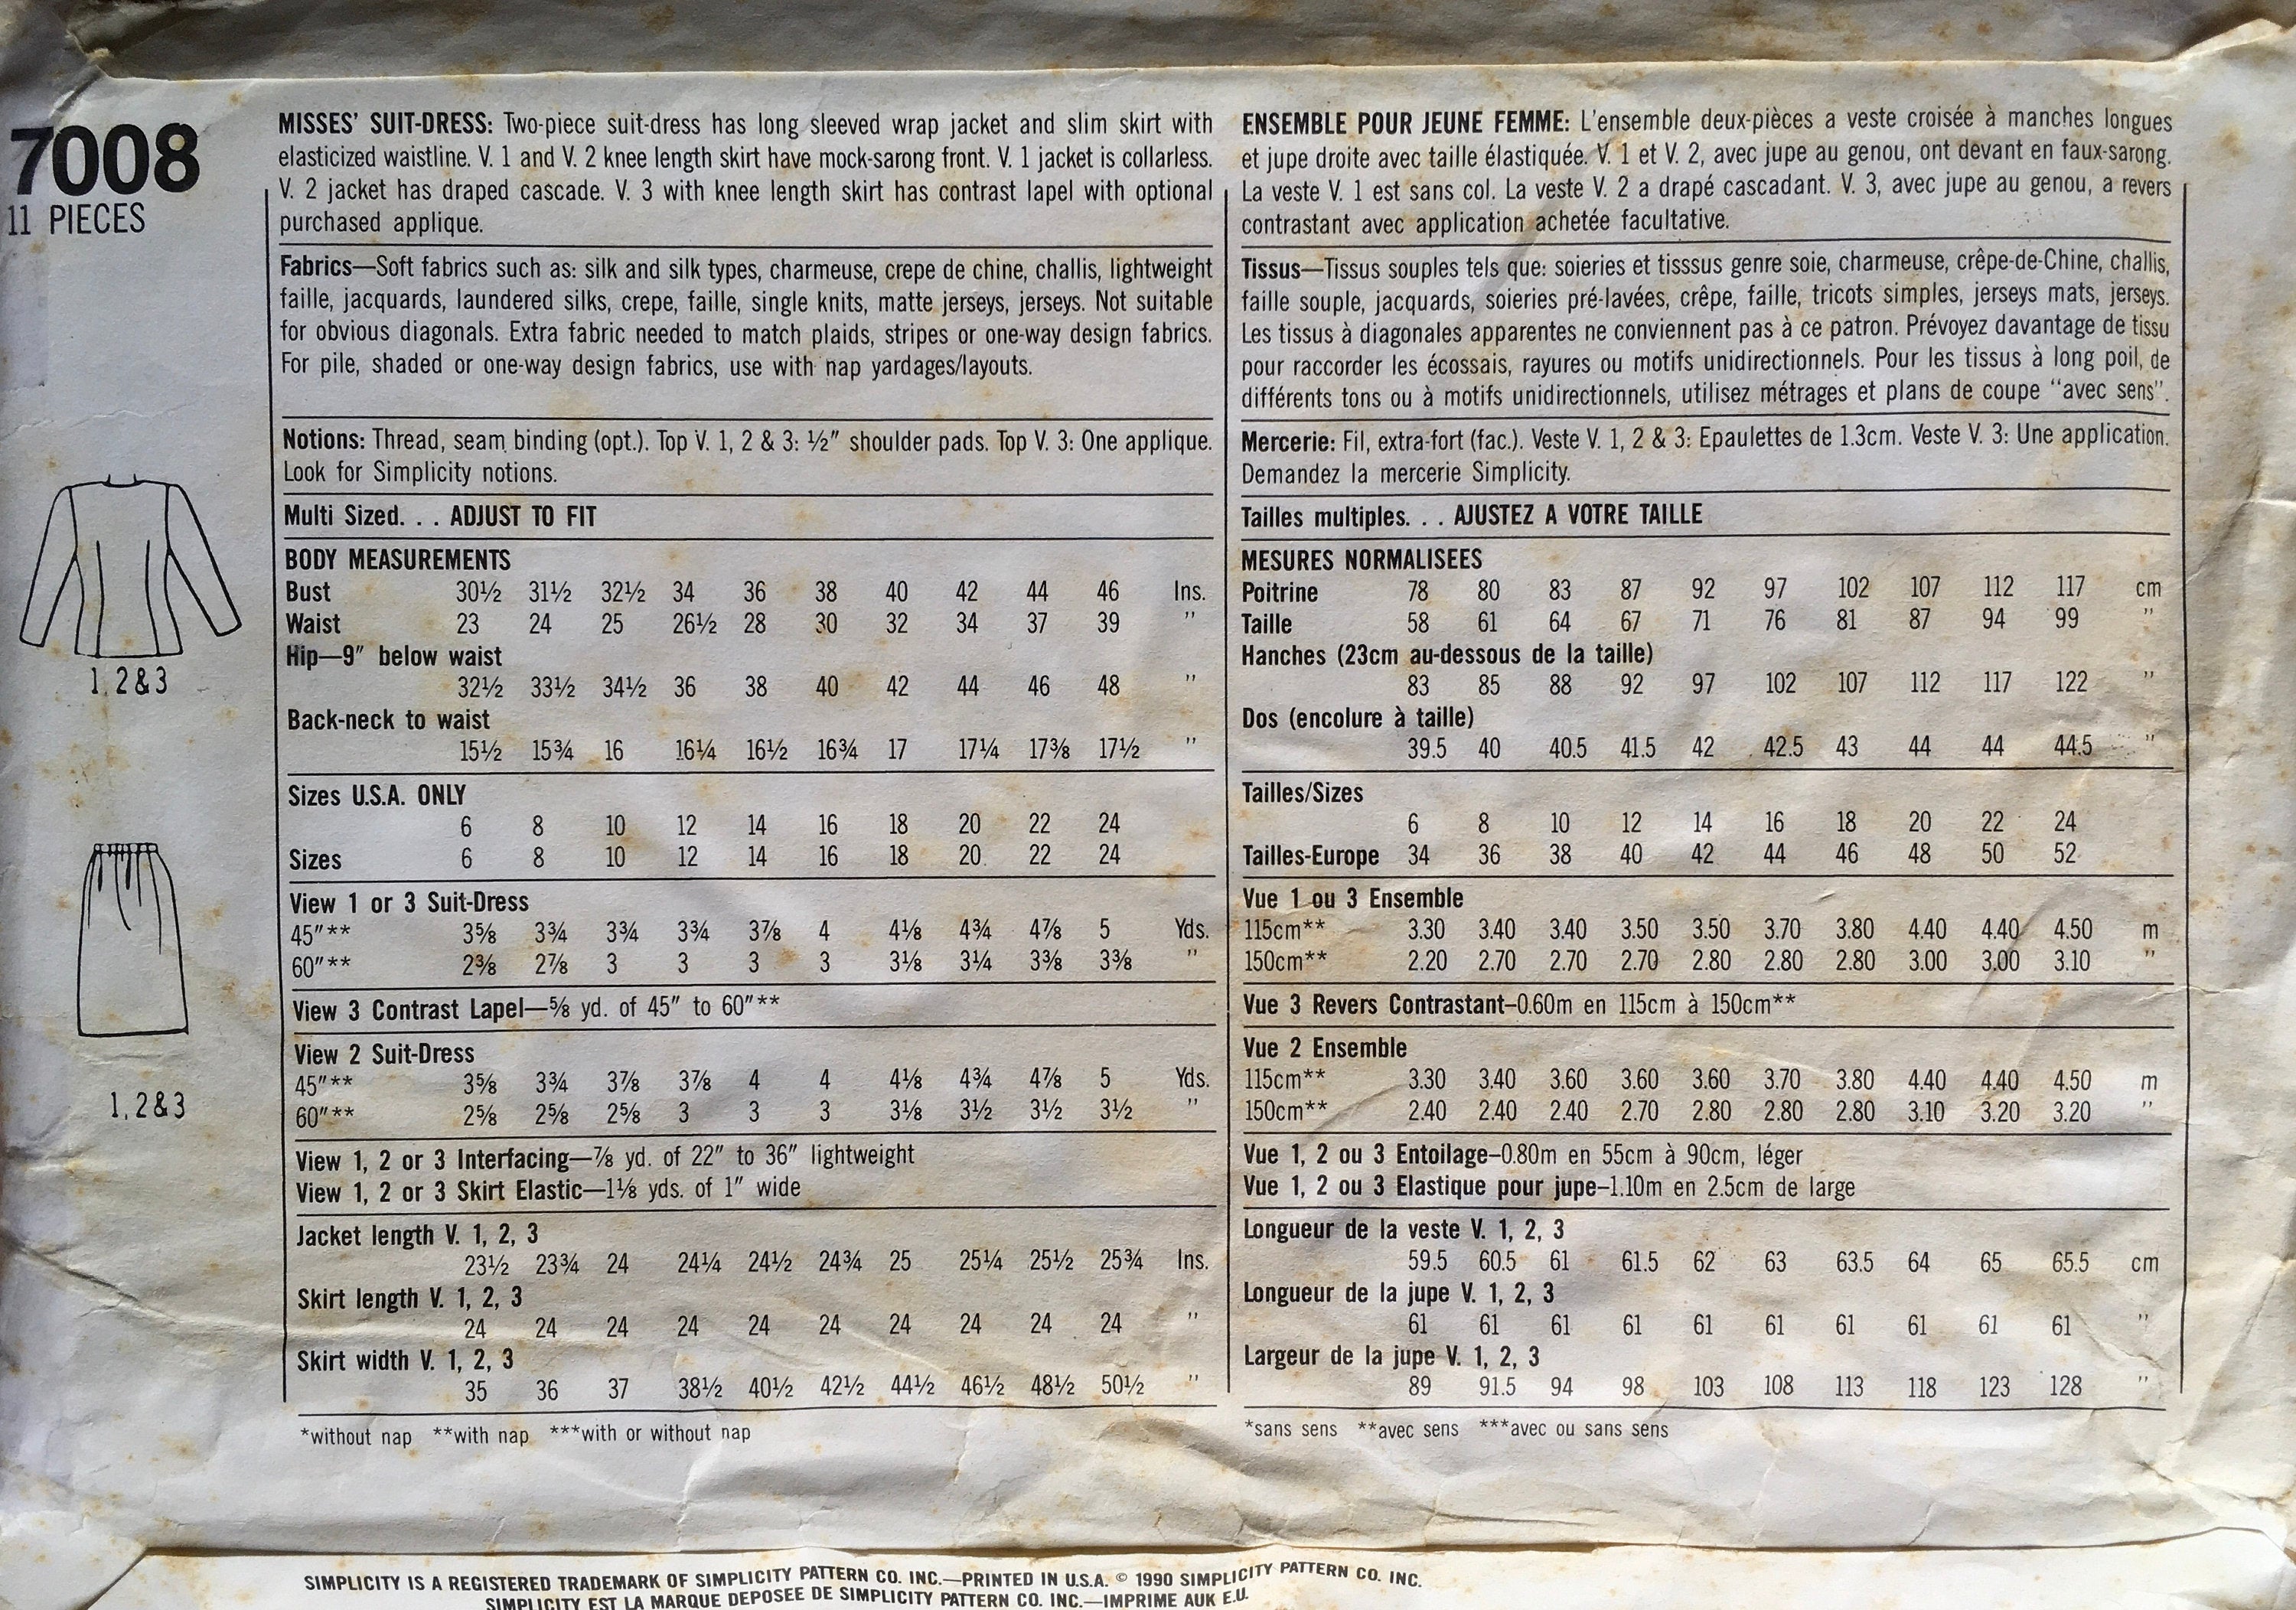 7008
11 PIECES
MISSES' SUIT-DRESS: Two-piece suit-dress has long sleeved wrap jacket and slim skirt with
elasticized waistline. V. 1 and V. 2 knee length skirt have mock-sarong front. V. 1 jacket is collarless.
V. 2 jacket has draped cascade. V. 3 with knee length skirt has contrast lapel with optional
purchased applique.
Fabrics—Soft fabrics such as: silk and silk types, charmeuse, crepe de chine, challis, lightweight
faille, jacquards, laundered silks, crepe, faille, single knits, matte jerseys, jerseys. Not suitable
for obvious diagonals. Extra fabric needed to match plaids, stripes or one-way design fabrics.
For pile, shaded or one-way design fabrics, use with nap yardages/layouts.
Notions: Thread, seam binding (opt.). Top V. 1, 2 & 3: ½" shoulder pads. Top V. 3: One applique.
Look for Simplicity notions.
Multi Sized. . . ADJUST TO FIT
BODY MEASUREMENTS
Bust 30½ 31½ 32½ 34 36 38 40 42 44 46 Ins.
Waist 23 24 25 26½ 28 30 32 34 37 39 "
Hip—9" below waist
32½ 33½ 34½ 36 38 40 42 44 46 48 "
Back-neck to waist
15½ 15¾ 16 16¼ 16½ 16¾ 17 17¼ 17⅜ 17½ "
Sizes U.S.A. ONLY
6 8 10 12 14 16 18 20 22 24
Sizes 6 8 10 12 14 16 18 20 22 24
View 1 or 3 Suit-Dress
45"** 3⅝ 3¾ 3¾ 3¾ 3⅞ 4 4⅛ 4¾ 4⅞ 5 Yds.
60"** 2⅜ 2⅞ 3 3 3 3 3⅛ 3¼ 3⅜ 3⅜ "
View 3 Contrast Lapel—⅝ yd. of 45" to 60"**
View 2 Suit-Dress
45"** 3⅝ 3¾ 3⅞ 3⅞ 4 4 4⅛ 4¾ 4⅞ 5 Yds.
60"** 2⅝ 2⅝ 2⅝ 3 3 3 3⅛ 3½ 3½ 3½ "
View 1, 2 or 3 Interfacing—⅞ yd. of 22" to 36" lightweight
View 1, 2 or 3 Skirt Elastic—1⅛ yds. of 1" wide
Jacket length V. 1, 2, 3
23½ 23¾ 24 24¼ 24½ 24¾ 25 25¼ 25½ 25¾ Ins.
Skirt length V. 1, 2, 3
24 24 24 24 24 24 24 24 24 24 "
Skirt width V. 1, 2, 3
35 36 37 38½ 40½ 42½ 44½ 46½ 48½ 50½ "
*without nap **with nap ***with or without nap
1, 2&3
1, 2&3
ENSEMBLE POUR JEUNE FEMME: L'ensemble deux-pièces a veste croisée à manches longues
et jupe droite avec taille élastiquée. V. 1 et V. 2, avec jupe au genou, ont devant en faux-sarong.
La veste V. 1 est sans col. La veste V. 2 a drapé cascadant. V. 3, avec jupe au genou, a revers
contrastant avec application achetée facultative.
Tissus—Tissus souples tels que: soieries et tisssus genre soie, charmeuse, crêpe-de-Chine, challis,
faille souple, jacquards, soieries pré-lavées, crêpe, faille, tricots simples, jerseys mats, jerseys.
Les tissus à diagonales apparentes ne conviennent pas à ce patron. Prévoyez davantage de tissu
pour raccorder les écossais, rayures ou motifs unidirectionnels. Pour les tissus à long poil, de
différents tons ou à motifs unidirectionnels, utilisez métrages et plans de coupe "avec sens".
Mercerie: Fil, extra-fort (fac.). Veste V. 1, 2 & 3: Epaulettes de 1.3cm. Veste V. 3: Une application.
Demandez la mercerie Simplicity.
Tailles multiples. . . AJUSTEZ A VOTRE TAILLE
MESURES NORMALISEES
Poitrine 78 80 83 87 92 97 102 107 112 117 cm
Taille 58 61 64 67 71 76 81 87 94 99 "
Hanches (23cm au-dessous de la taille)
83 85 88 92 97 102 107 112 117 122 "
Dos (encolure à taille)
39.5 40 40.5 41.5 42 42.5 43 44 44 44.5 "
Tailles/Sizes
6 8 10 12 14 16 18 20 22 24
Tailles-Europe 34 36 38 40 42 44 46 48 50 52
Vue 1 ou 3 Ensemble
115cm** 3.30 3.40 3.40 3.50 3.50 3.70 3.80 4.40 4.40 4.50 m
150cm** 2.20 2.70 2.70 2.70 2.80 2.80 2.80 3.00 3.00 3.10 "
Vue 3 Revers Contrastant–0.60m en 115cm à 150cm**
Vue 2 Ensemble
115cm** 3.30 3.40 3.60 3.60 3.60 3.70 3.80 4.40 4.40 4.50 m
150cm** 2.40 2.40 2.40 2.70 2.80 2.80 2.80 3.10 3.20 3.20 "
Vue 1, 2 ou 3 Entoilage–0.80m en 55cm à 90cm, léger
Vue 1, 2 ou 3 Elastique pour jupe–1.10m en 2.5cm de large
Longueur de la veste V. 1, 2, 3
59.5 60.5 61 61.5 62 63 63.5 64 65 65.5 cm
Longueur de la jupe V. 1, 2, 3
61 61 61 61 61 61 61 61 61 61 "
Largeur de la jupe V. 1, 2, 3
89 91.5 94 98 103 108 113 118 123 128 "
*sans sens **avec sens ***avec ou sans sens
SIMPLICITY IS A REGISTERED TRADEMARK OF SIMPLICITY PATTERN CO. INC.—PRINTED IN U.S.A. © 1990 SIMPLICITY PATTERN CO. INC.
SIMPLICITY EST LA MARQUE DEPOSEE DE SIMPLICITY PATTERN CO. INC.—IMPRIME AUK E.U.